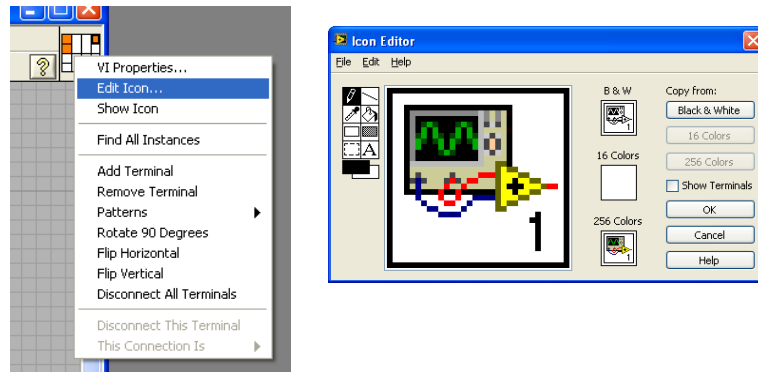 ?
VI Properties...
Edit Icon...
Show Icon
Find All Instances
Add Terminal
Remove Terminal
Patterns
Rotate 90 Degrees
Flip Horizontal
Flip Vertical
Disconnect All Terminals
Disconnect This Terminal
This Connection Is
Icon Editor
File Edit Help
A
1
B & W
1
16 Colors
256 Colors
1
Copy from:
Black & White
16 Colors
256 Colors
Show Terminals
OK
Cancel
Help